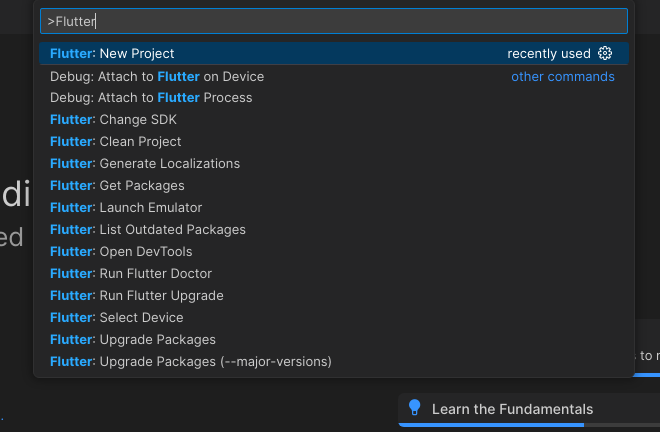 >Flutter
Flutter: New Project recently used
Debug: Attach to Flutter on Device other commands
Debug: Attach to Flutter Process
Flutter: Change SDK
Flutter: Clean Project
Flutter: Generate Localizations
Flutter: Get Packages
Flutter: Launch Emulator
Flutter: List Outdated Packages
Flutter: Open DevTools
Flutter: Run Flutter Doctor
Flutter: Run Flutter Upgrade
Flutter: Select Device
Flutter: Upgrade Packages
Flutter: Upgrade Packages (--major-versions)
Learn the Fundamentals